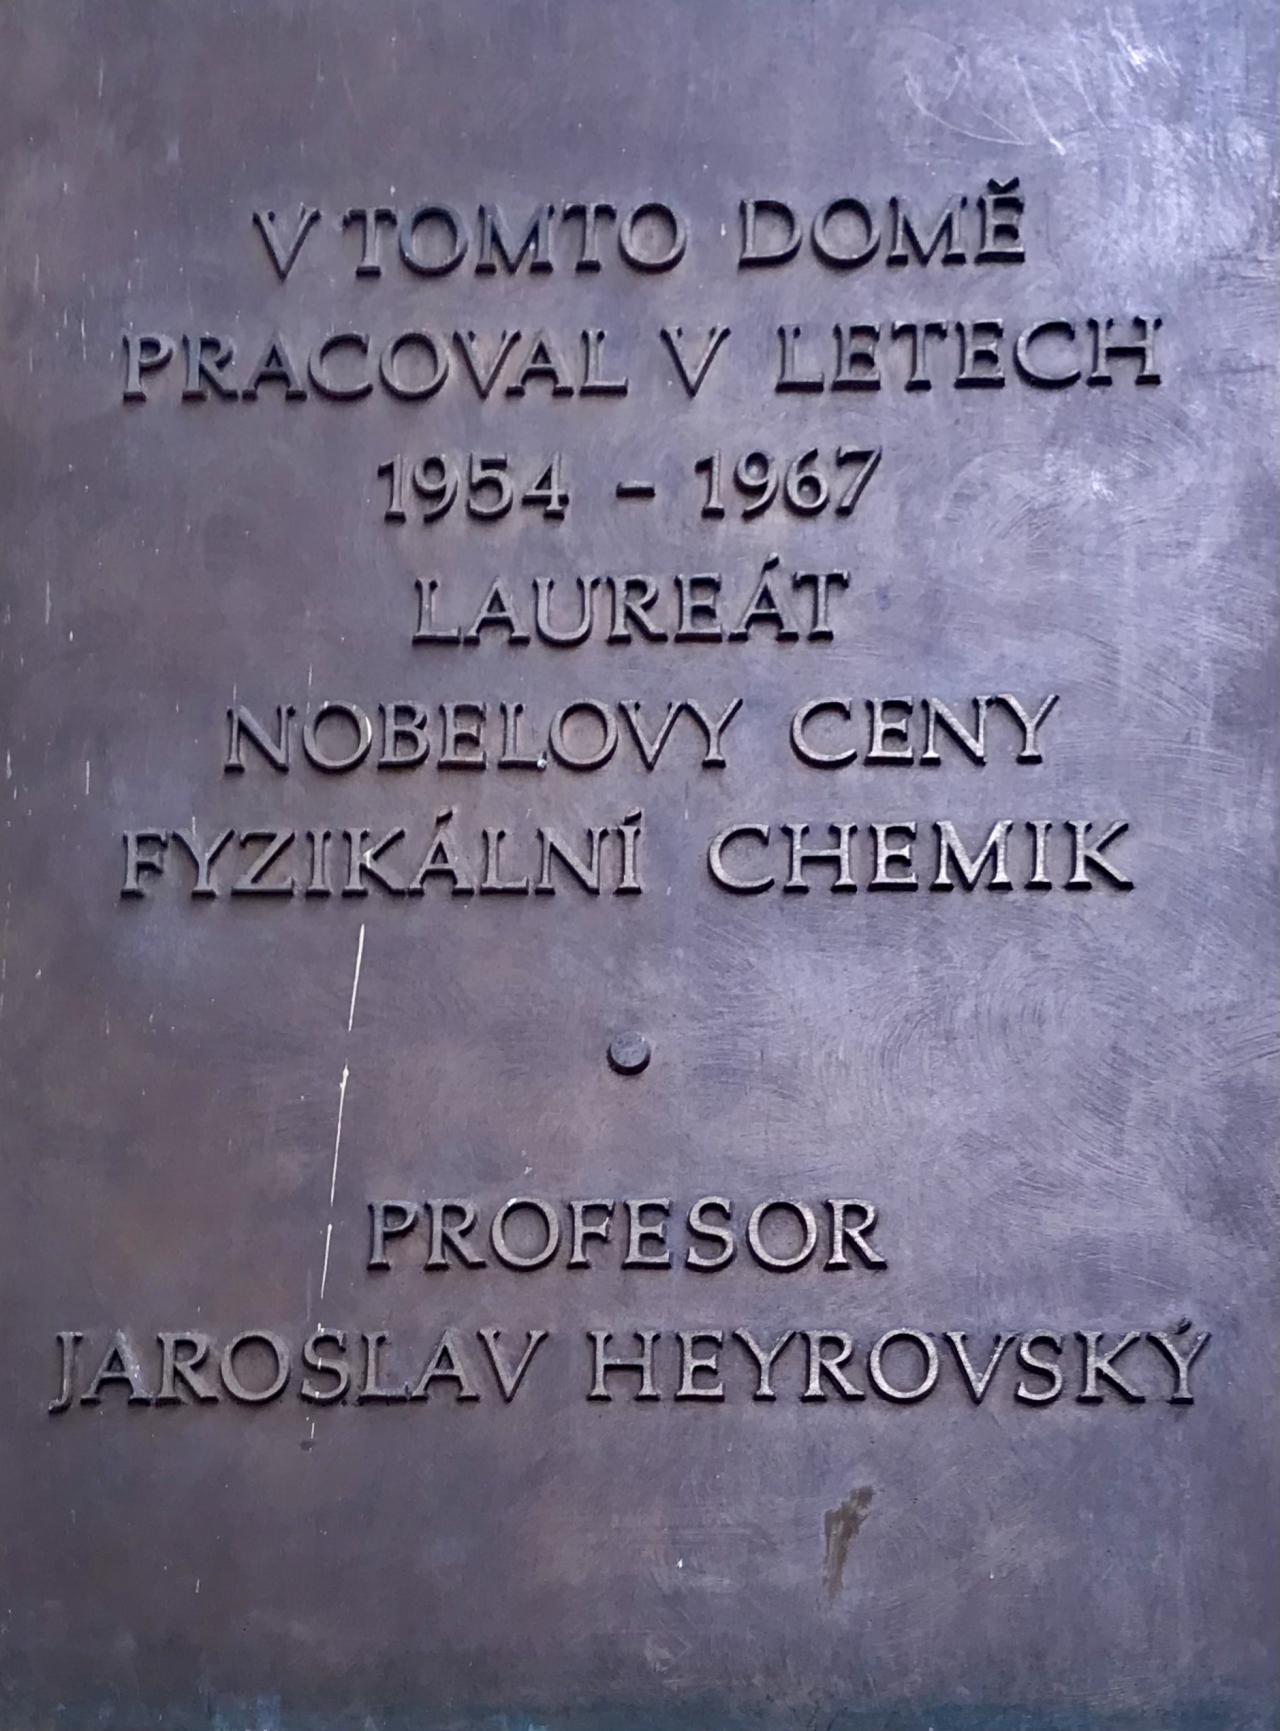 V TOMTO DOMĚ
PRACOVAL V LETECH
1954 - 1967
LAUREÁT
NOBELOVY CENY
FYZIKÁLNÍ CHEMIK
•
PROFESOR
JAROSLAV HEYROVSKÝ